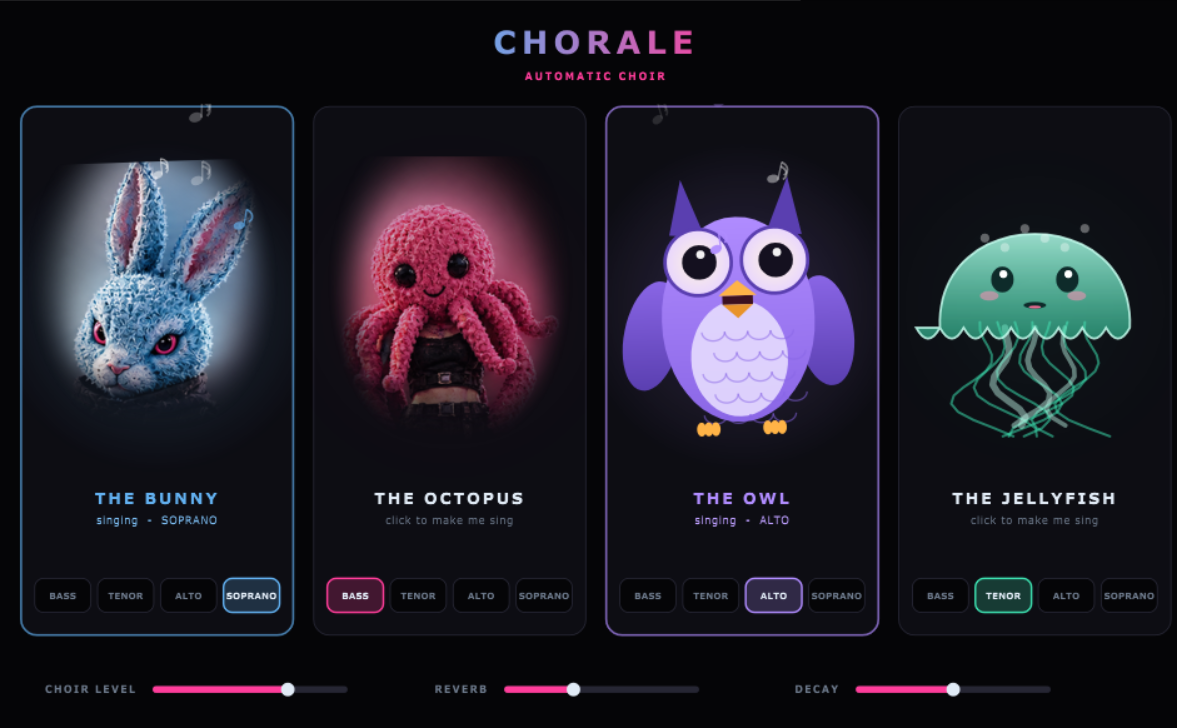 CHORALE
AUTOMATIC CHOIR
THE BUNNY
singing - SOPRANO
BASS TENOR ALTO SOPRANO
THE OCTOPUS
click to make me sing
BASS TENOR ALTO SOPRANO
THE OWL
singing - ALTO
BASS TENOR ALTO SOPRANO
THE JELLYFISH
click to make me sing
BASS TENOR ALTO SOPRANO
CHOIR LEVEL
REVERB
DECAY